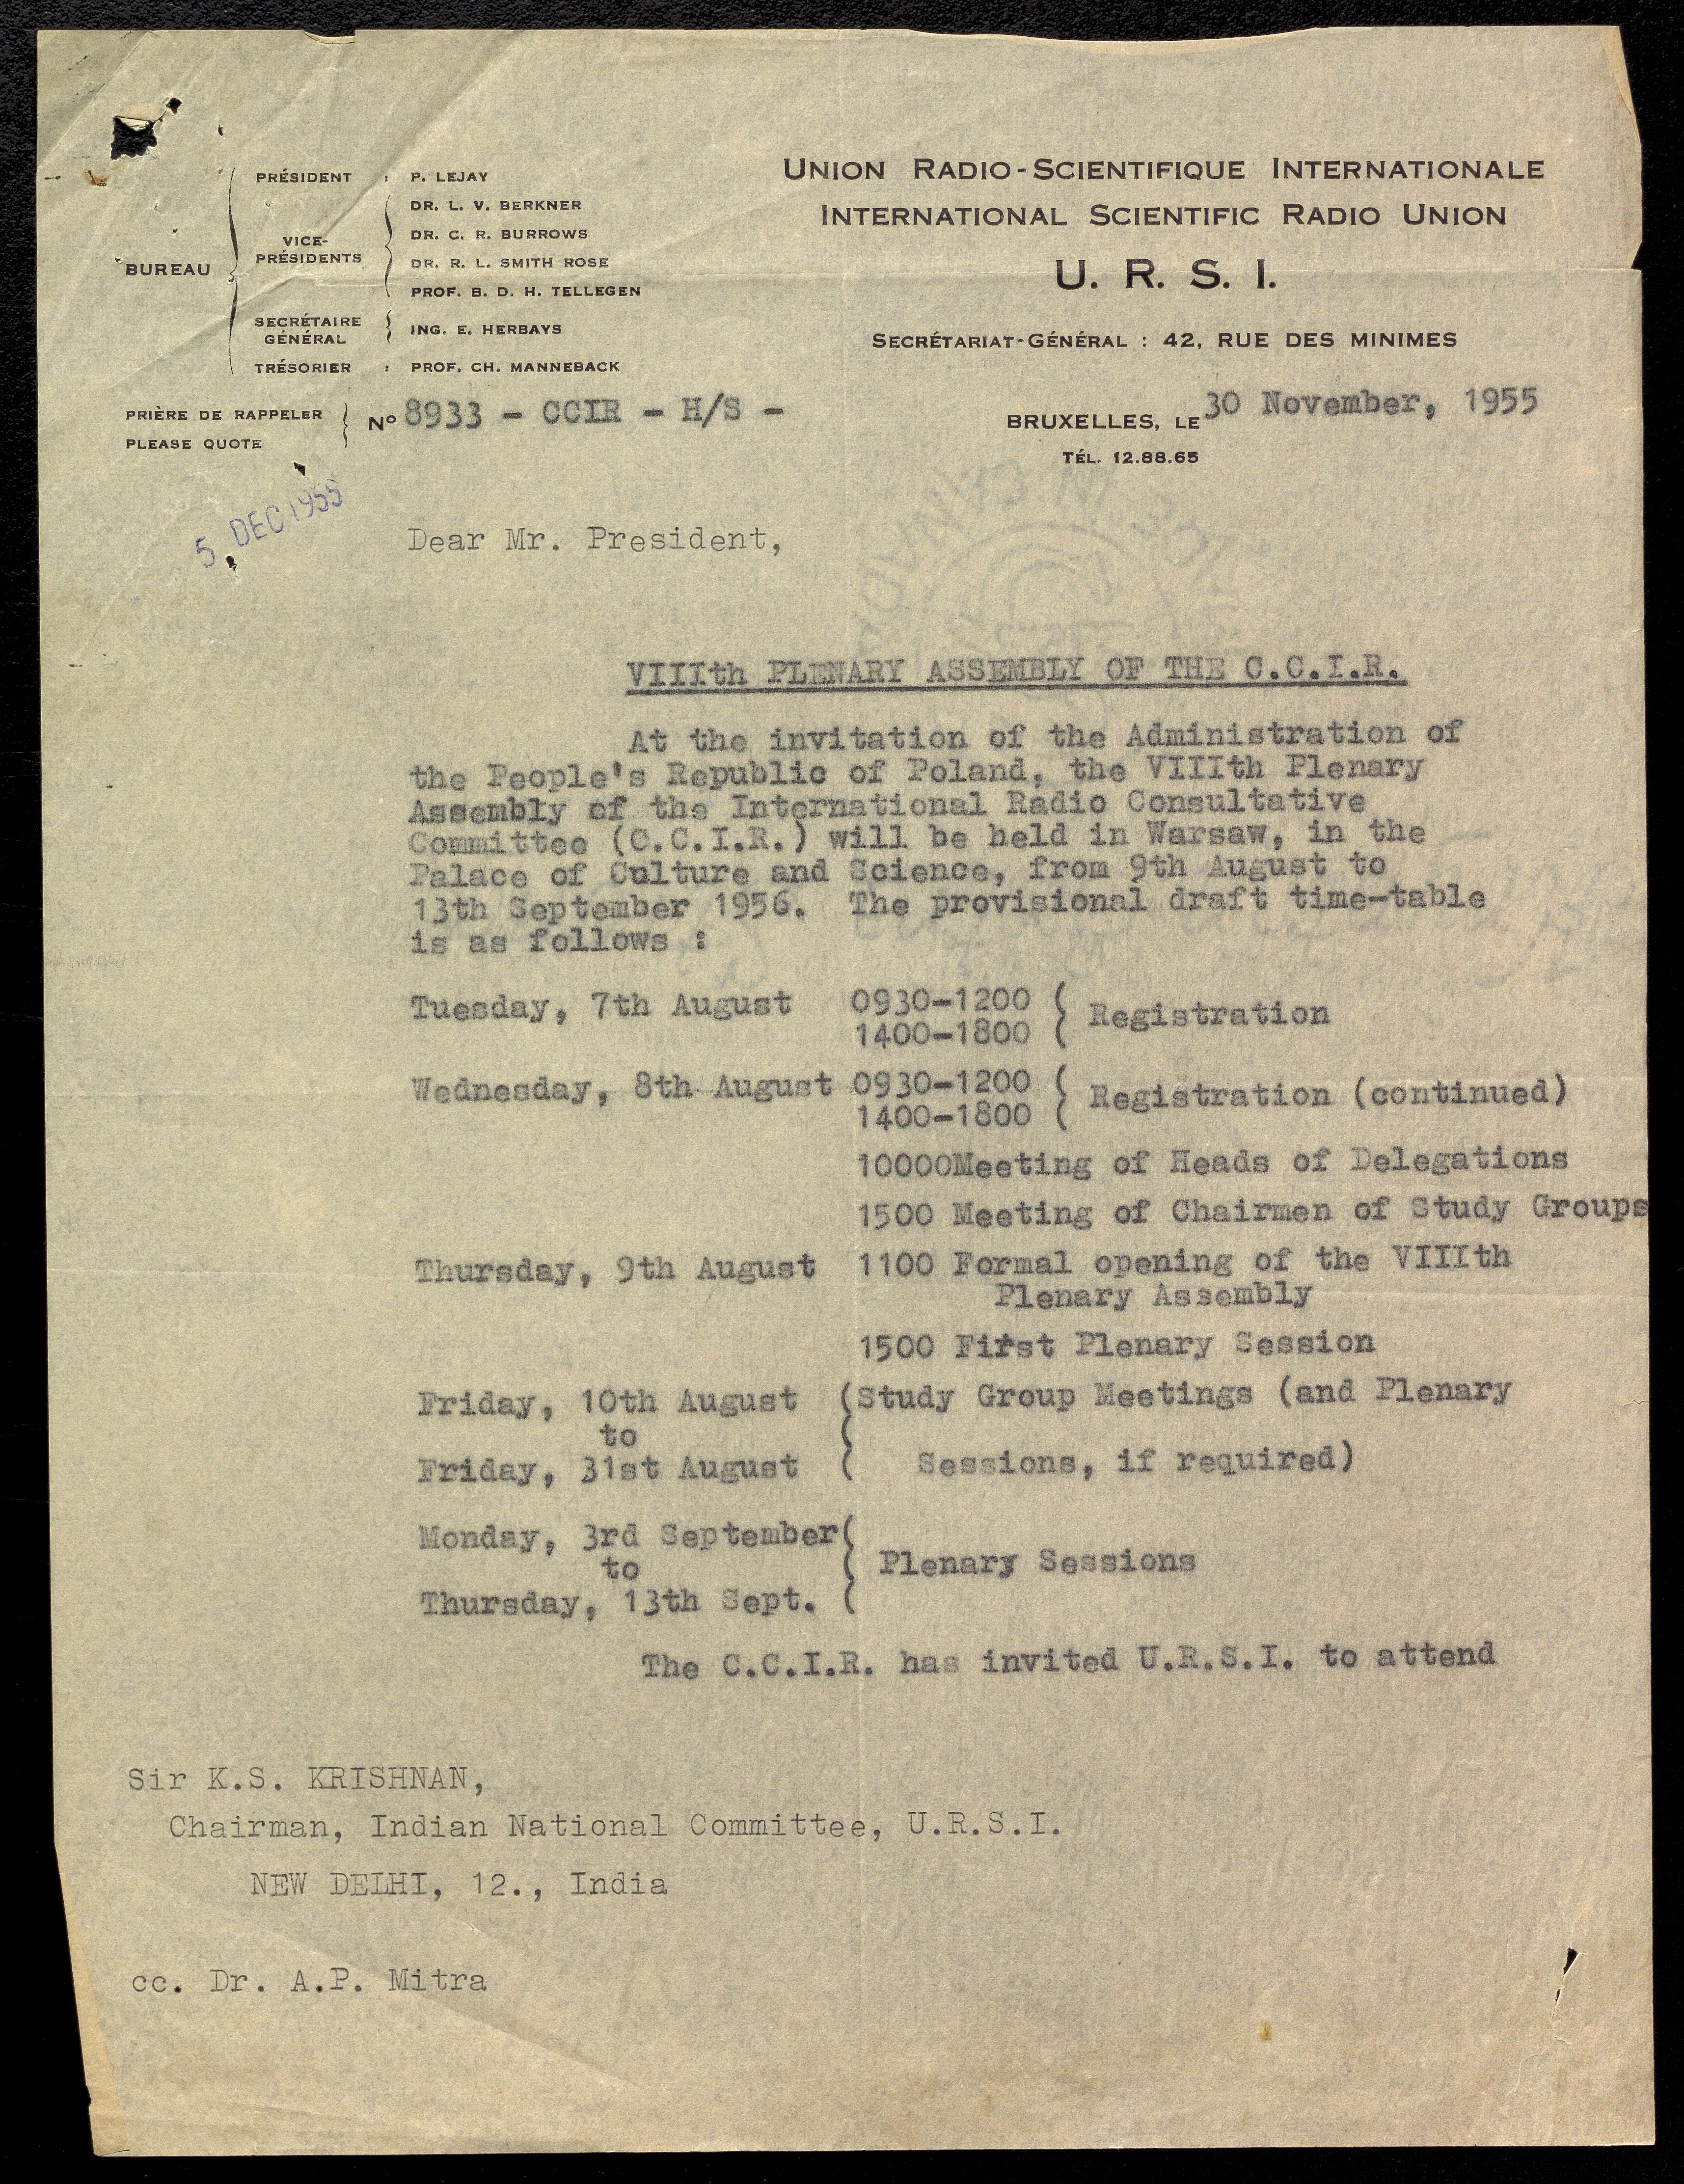 UNION RADIO-SCIENTIFIQUE INTERNATIONALE
INTERNATIONAL SCIENTIFIC RADIO UNION
U. R. S. I.
SECRÉTARIAT-GÉNÉRAL : 42, RUE DES MINIMES
BUREAU
PRÉSIDENT : P. LEJAY
VICE-PRÉSIDENTS
DR. L. V. BERKNER
DR. C. R. BURROWS
DR. R. L. SMITH ROSE
PROF. B. D. H. TELLEGEN
SECRÉTAIRE GÉNÉRAL
ING. E. HERBAYS
TRÉSORIER : PROF. CH. MANNEBACK
PRIÈRE DE RAPPELER
PLEASE QUOTE
No 8933 - CCIR - H/S -
BRUXELLES, LE 30 November, 1955
TÉL. 12.88.65
5. DEC 1955
Dear Mr. President,
VIIIth PLENARY ASSEMBLY OF THE C.C.I.R.
At the invitation of the Administration of
the People's Republic of Poland, the VIIIth Plenary
Assembly of the International Radio Consultative
Committee (C.C.I.R.) will be held in Warsaw, in the
Palace of Culture and Science, from 9th August to
13th September 1956. The provisional draft time-table
is as follows :
Tuesday, 7th August 0930-1200 ( Registration
1400-1800 (
Wednesday, 8th August 0930-1200 ( Registration (continued)
1400-1800 (
10000Meeting of Heads of Delegations
1500 Meeting of Chairmen of Study Groups
Thursday, 9th August 1100 Formal opening of the VIIIth
Plenary Assembly
1500 First Plenary Session
Friday, 10th August (Study Group Meetings (and Plenary
to (
Friday, 31st August ( Sessions, if required)
Monday, 3rd September(
to ( Plenary Sessions
Thursday, 13th Sept. (
The C.C.I.R. has invited U.R.S.I. to attend
Sir K.S. KRISHNAN,
Chairman, Indian National Committee, U.R.S.I.
NEW DELHI, 12., India
cc. Dr. A.P. Mitra